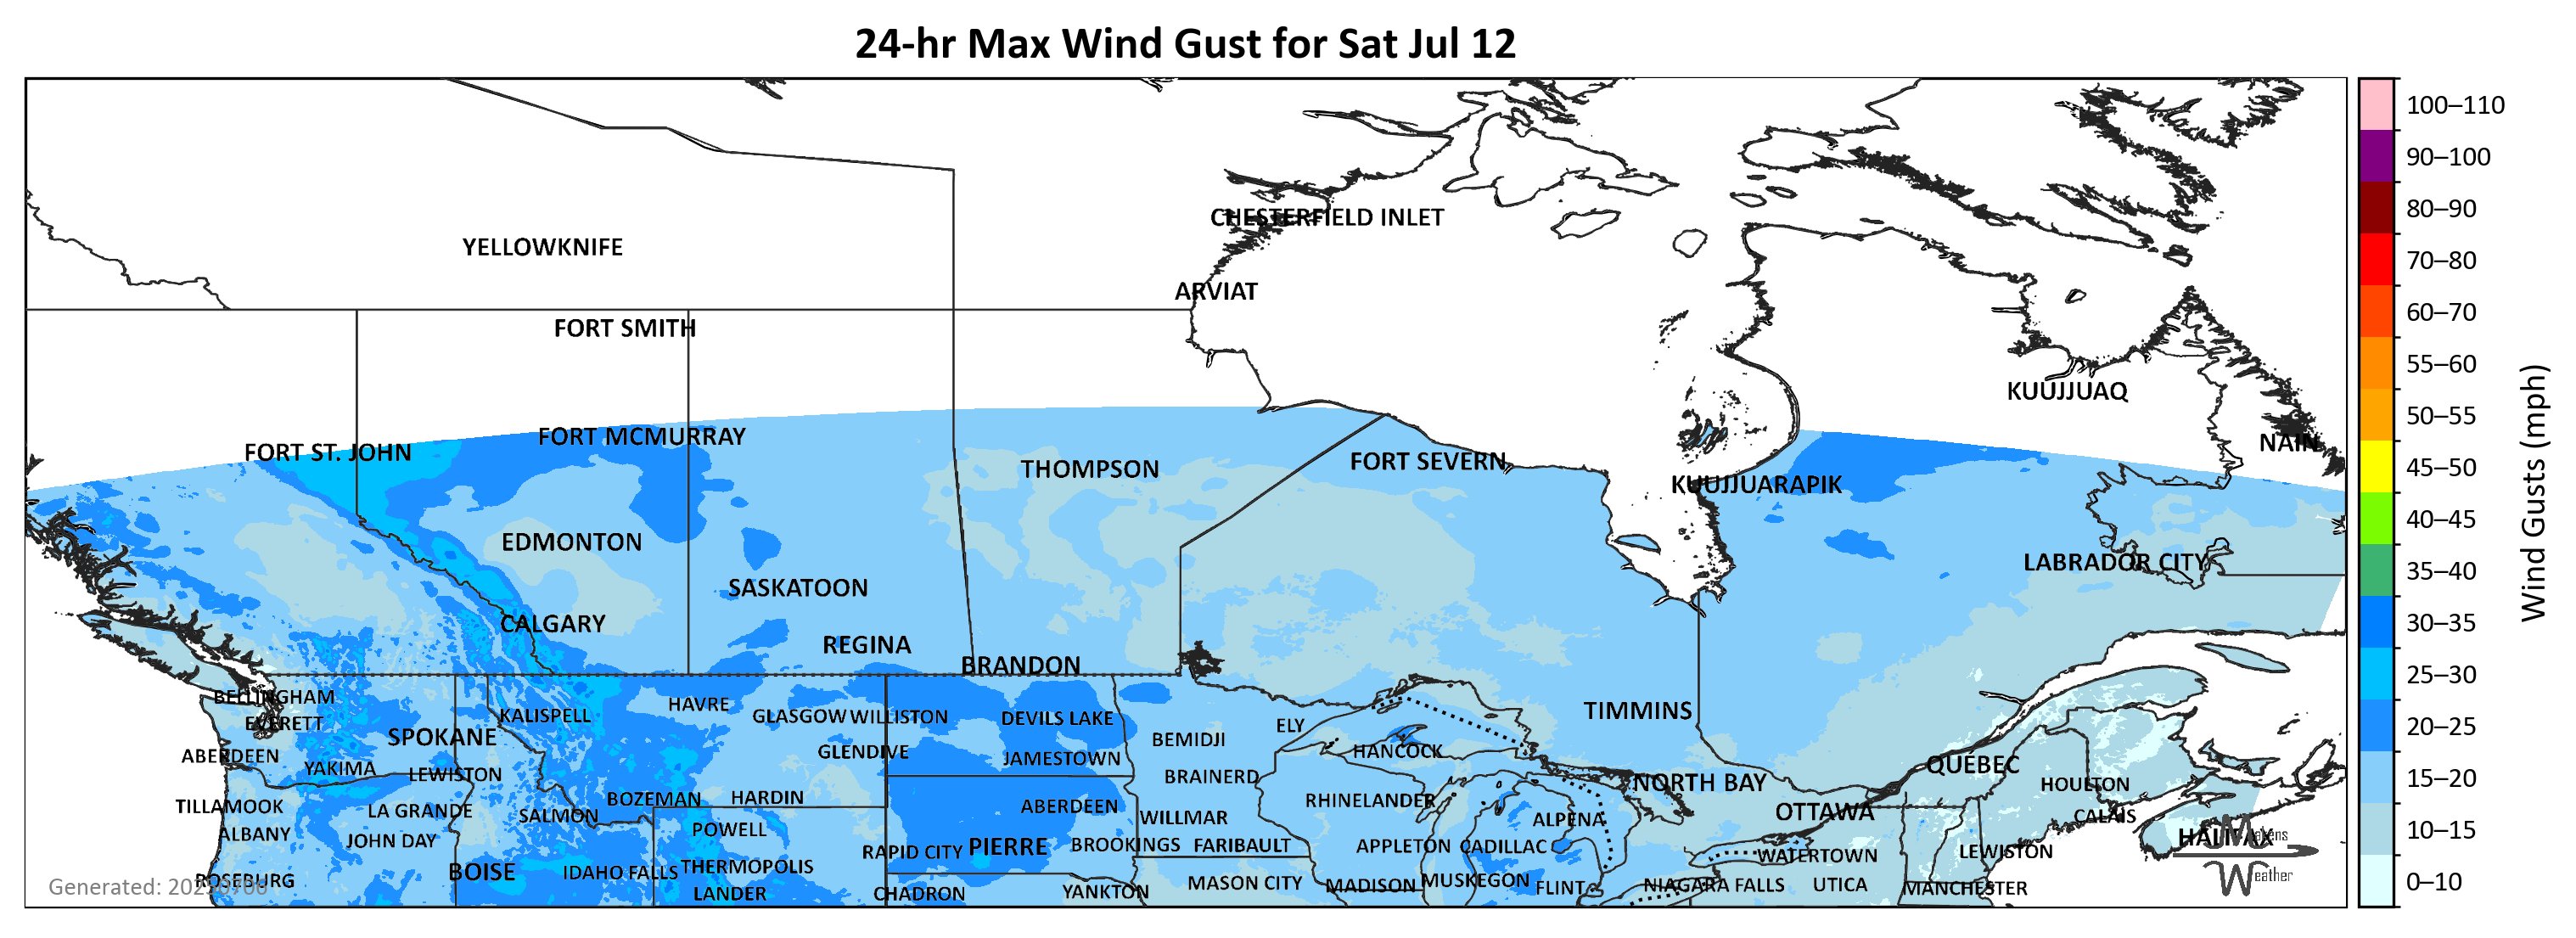 24-hr Max Wind Gust for Sat Jul 12
CHESTERFIELD INLET
YELLOWKNIFE
ARVIAT
FORT SMITH
KUUJJUAQ
FORT MCMURRAY
NAIN
FORT ST. JOHN
FORT SEVERN
THOMPSON
KUUJJUARAPIK
EDMONTON
LABRADOR CITY
SASKATOON
CALGARY
REGINA
BRANDON
BELLINGHAM
HAVRE
TIMMINS
KALISPELL
GLASGOW WILLISTON
DEVILS LAKE
EVERETT
ELY
SPOKANE
BEMIDJI
GLENDIVE
HANCOCK
ABERDEEN
JAMESTOWN
QUEBEC
YAKIMA
LEWISTON
BRAINERD
NORTH BAY
HOULTON
BOZEMAN
HARDIN
RHINELANDER
TILLAMOOK
LA GRANDE
SALMON
ABERDEEN
WILLMAR
ALPENA
OTTAWA
CALAIS
ALBANY
POWELL
HALIFAX
JOHN DAY
PIERRE
BROOKINGS
FARIBAULT
APPLETON
CADILLAC
RAPID CITY
WATERTOWN
LEWISTON
BOISE
IDAHO FALLS
THERMOPOLIS
ROSEBURG
MASON CITY
MADISON
MUSKEGON
FLINT
NIAGARA FALLS
UTICA
MANCHESTER
LANDER
CHADRON
YANKTON
Weather
100–110
90–100
80–90
70–80
60–70
55–60
50–55
45–50
40–45
35–40
30–35
25–30
20–25
15–20
10–15
0–10
Wind Gusts (mph)
Generated: